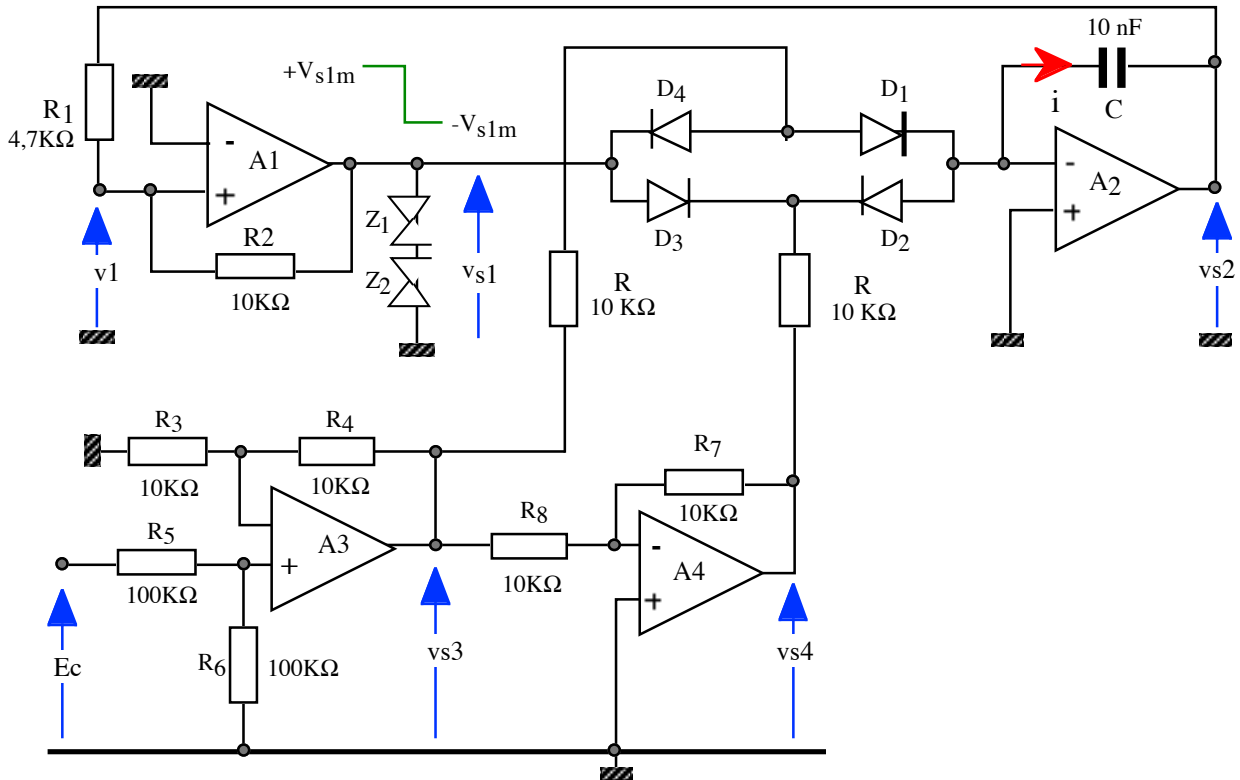 10 nF
+Vs1m
D4
D1
R1
4,7KΩ
-
A1
+
-Vs1m
i
C
-
A2
+
R2
10KΩ
Z1
Z2
D3
D2
v1
vs1
R
10 KΩ
R
10 KΩ
vs2
R3
10KΩ
R4
10KΩ
R7
10KΩ
R5
100KΩ
A3
+
R8
10KΩ
-
A4
+
Ec
R6
100KΩ
vs3
vs4